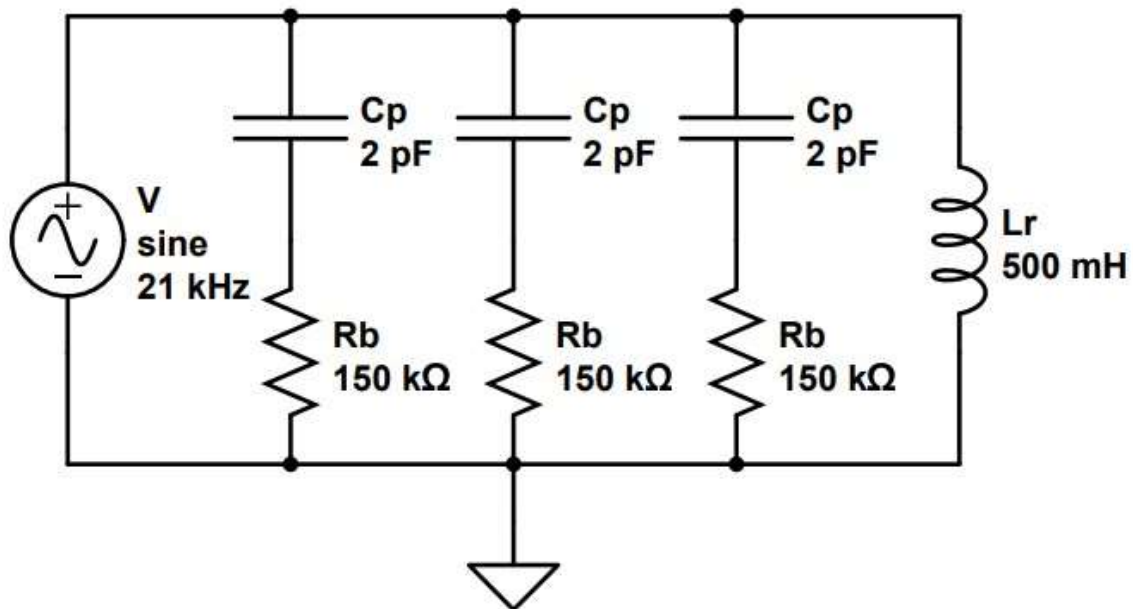 Cp
2 pF
Cp
2 pF
Cp
2 pF
V
sine
21 kHz
Lr
500 mH
Rb
150 kΩ
Rb
150 kΩ
Rb
150 kΩ